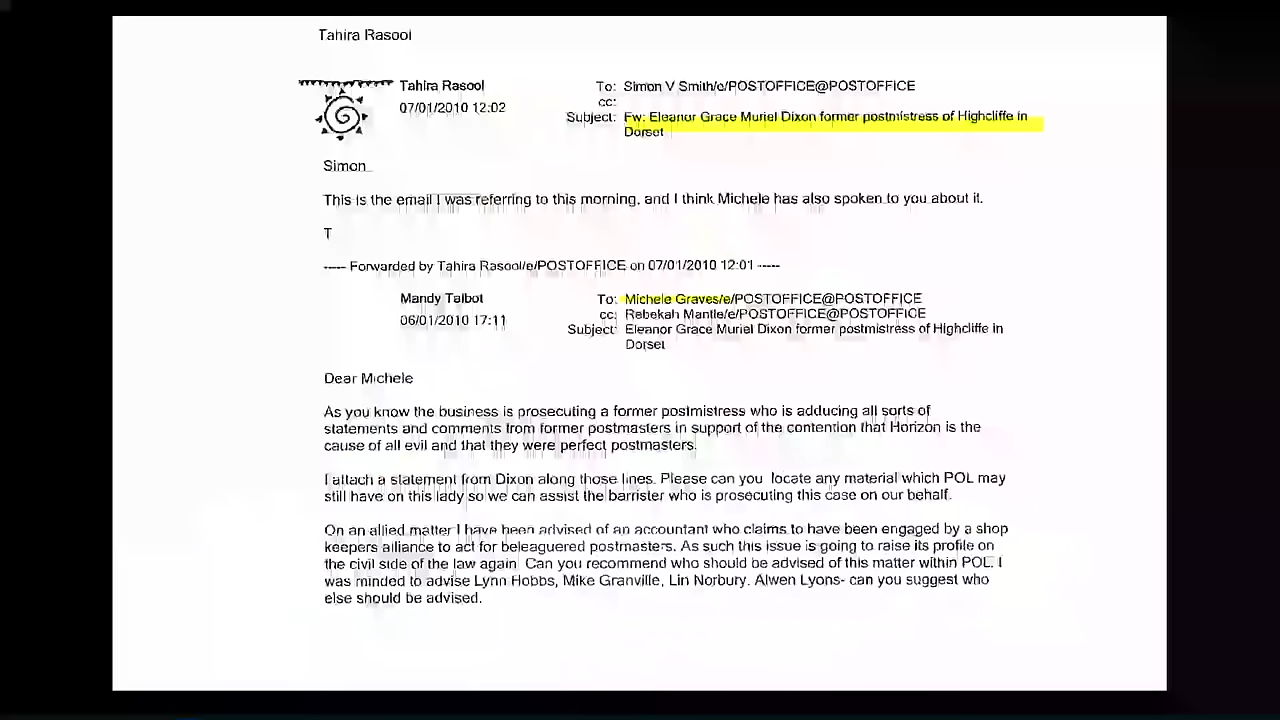 Tahira Rasool
Tahira Rasool
07/01/2010 12:02
To: Simon V Smith/e/POSTOFFICE@POSTOFFICE
cc:
Subject: Fw: Eleanor Grace Muriel Dixon former postmistress of Highcliffe in
Dorset
Simon
This is the email I was referring to this morning, and I think Michele has also spoken to you about it.
T
----- Forwarded by Tahira Rasool/e/POSTOFFICE on 07/01/2010 12:01 -----
Mandy Talbot
06/01/2010 17:11
To: Michele Graves/e/POSTOFFICE@POSTOFFICE
cc: Rebekah Mantle/e/POSTOFFICE@POSTOFFICE
Subject: Eleanor Grace Muriel Dixon former postmistress of Highcliffe in
Dorset
Dear Michele
As you know the business is prosecuting a former postmistress who is adducing all sorts of
statements and comments from former postmasters in support of the contention that Horizon is the
cause of all evil and that they were perfect postmasters.
I attach a statement from Dixon along those lines. Please can you locate any material which POL may
still have on this lady so we can assist the barrister who is prosecuting this case on our behalf.
On an allied matter I have been advised of an accountant who claims to have been engaged by a shop
keepers alliance to act for beleaguered postmasters. As such this issue is going to raise its profile on
the civil side of the law again Can you recommend who should be advised of this matter within POL. I
was minded to advise Lynn Hobbs, Mike Granville, Lin Norbury. Alwen Lyons- can you suggest who
else should be advised.